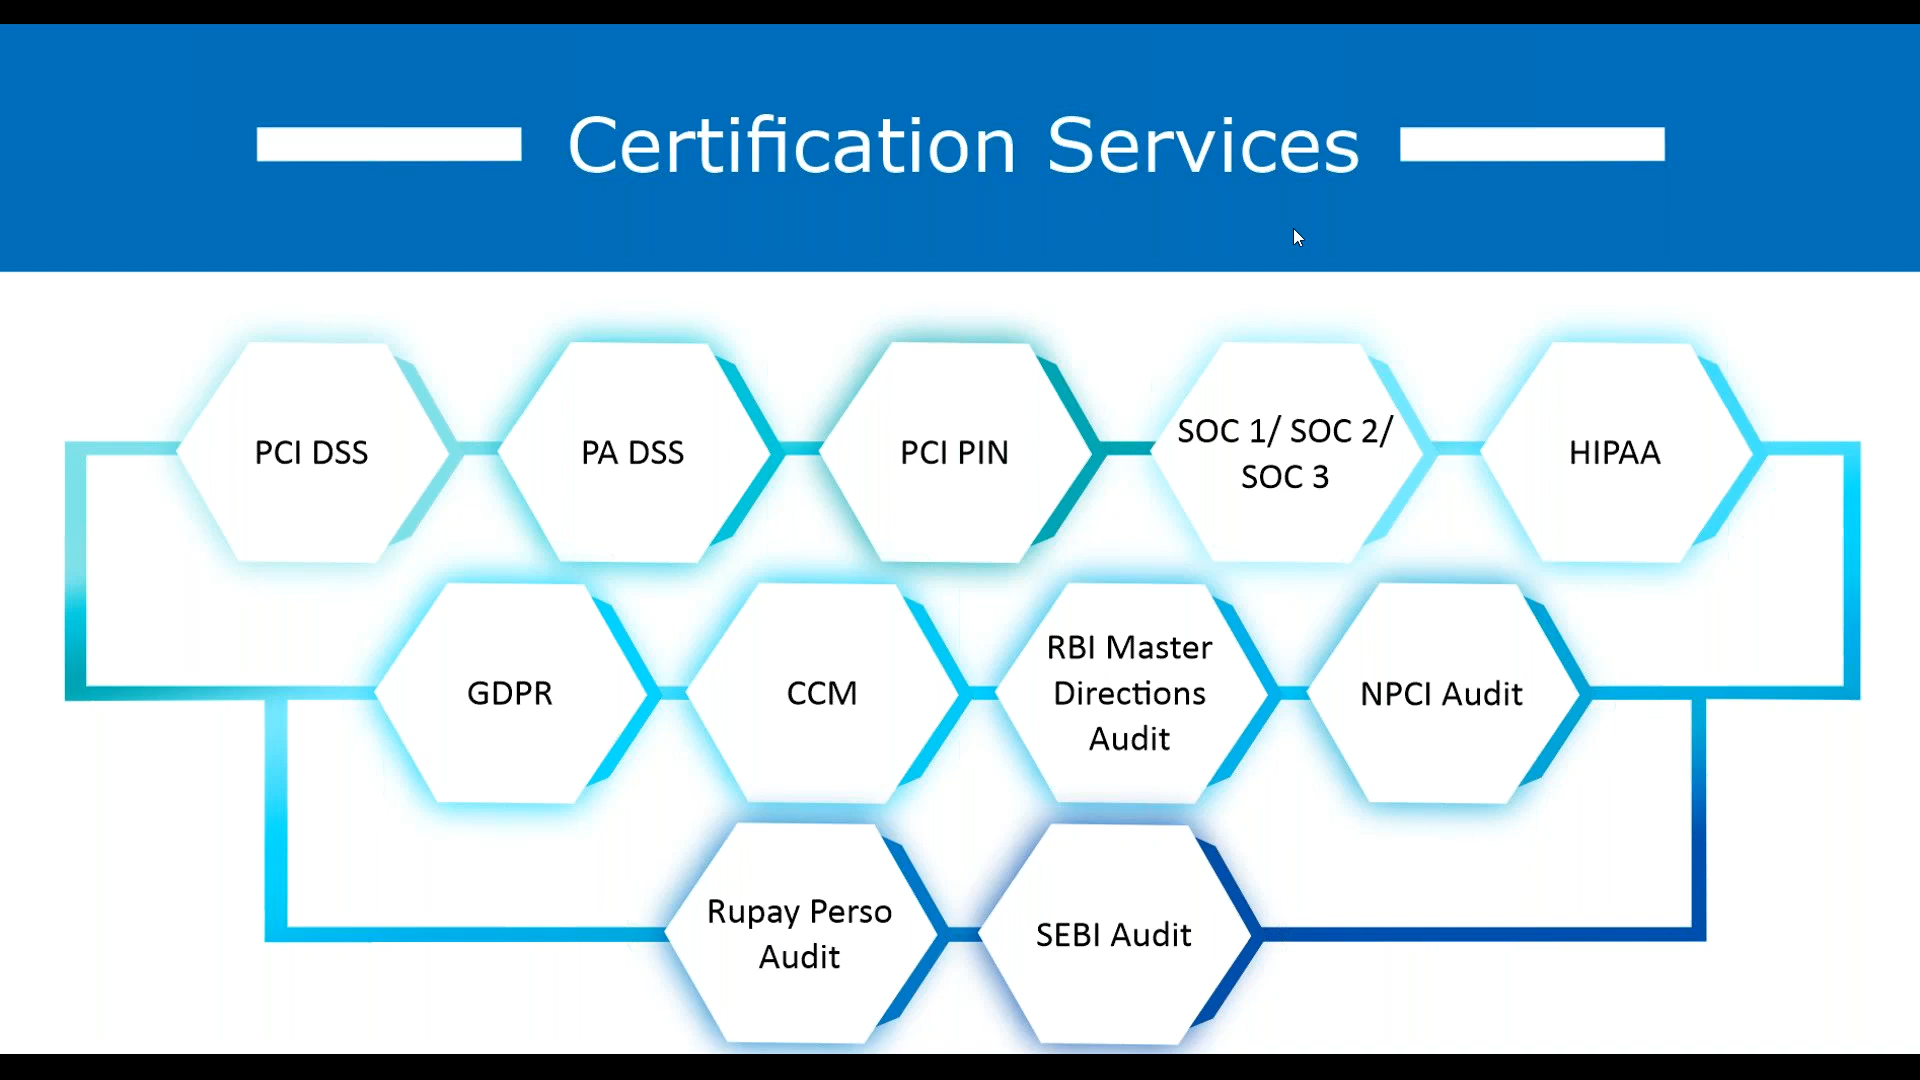 Certification Services
PCI DSS
PA DSS
PCI PIN
SOC 1/ SOC 2/
SOC 3
HIPAA
GDPR
CCM
RBI Master
Directions
Audit
NPCI Audit
Rupay Perso
Audit
SEBI Audit